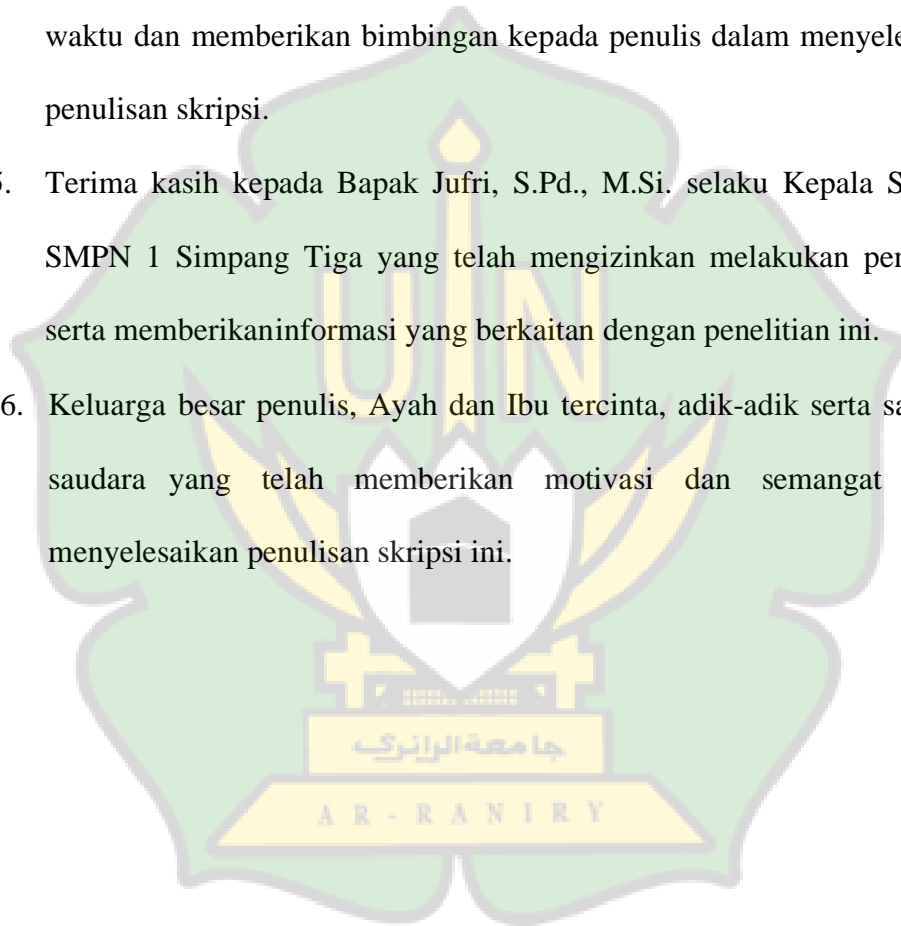 waktu dan memberikan bimbingan kepada penulis dalam menyele
penulisan skripsi.
5. Terima kasih kepada Bapak Jufri, S.Pd., M.Si. selaku Kepala S
SMPN 1 Simpang Tiga yang telah mengizinkan melakukan pen
serta memberikaninformasi yang berkaitan dengan penelitian ini.
6. Keluarga besar penulis, Ayah dan Ibu tercinta, adik-adik serta sa
saudara yang telah memberikan motivasi dan semangat
menyelesaikan penulisan skripsi ini.
UIN
جامعة الرانري
AR-RANIRY